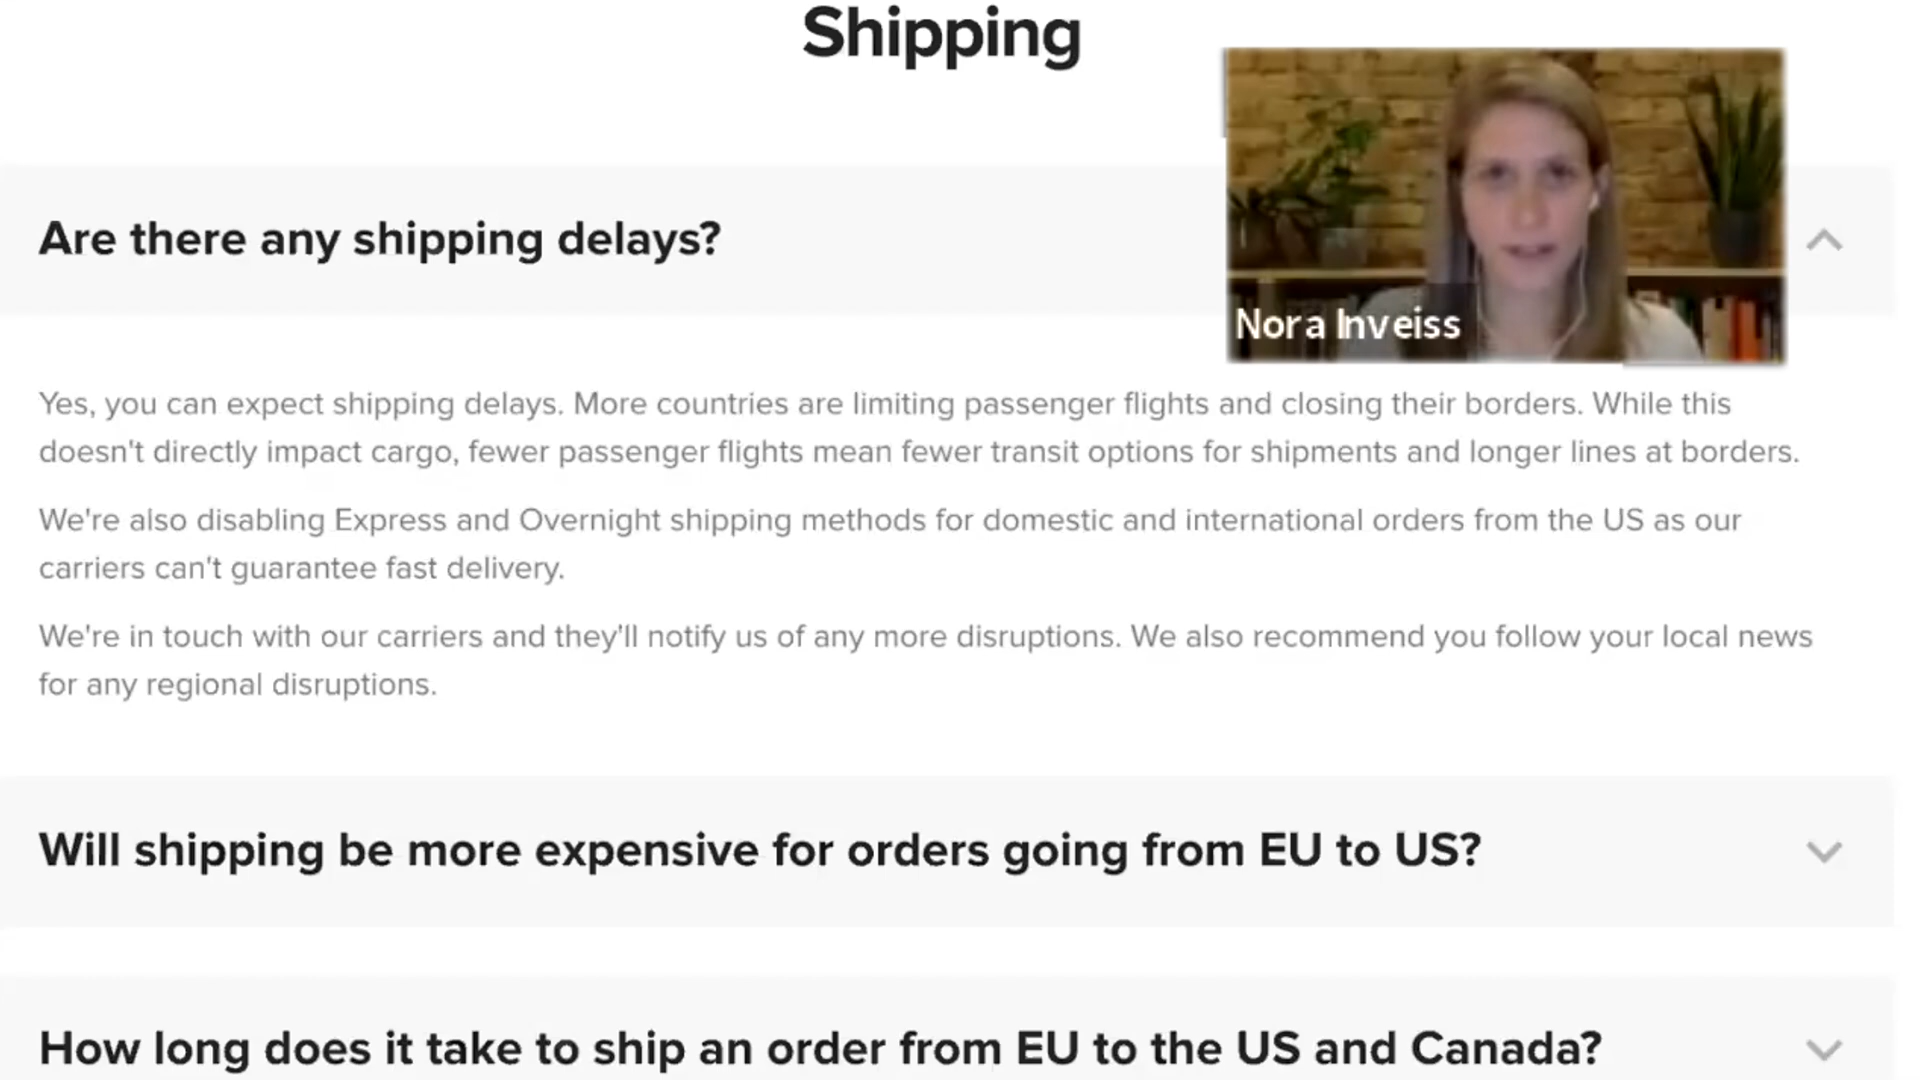 Shipping
Are there any shipping delays?
Nora Inveiss
Yes, you can expect shipping delays. More countries are limiting passenger flights and closing their borders. While this
doesn't directly impact cargo, fewer passenger flights mean fewer transit options for shipments and longer lines at borders.
We're also disabling Express and Overnight shipping methods for domestic and international orders from the US as our
carriers can't guarantee fast delivery.
We're in touch with our carriers and they'll notify us of any more disruptions. We also recommend you follow your local news
for any regional disruptions.
Will shipping be more expensive for orders going from EU to US?
How long does it take to ship an order from EU to the US and Canada?